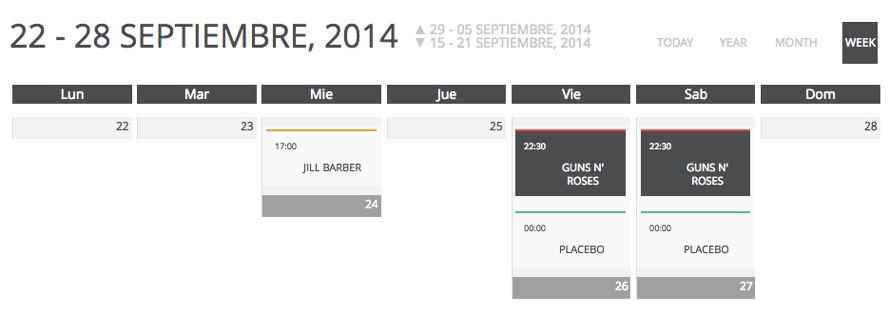 22 - 28 SEPTIEMBRE, 2014
▲ 29 - 05 SEPTIEMBRE, 2014
▼ 15 - 21 SEPTIEMBRE, 2014
TODAY YEAR MONTH WEEK
Lun Mar Mie Jue Vie Sab Dom
22 23 25 28
17:00
JILL BARBER
24
22:30
GUNS N'
ROSES
00:00
PLACEBO
26
22:30
GUNS N'
ROSES
00:00
PLACEBO
27